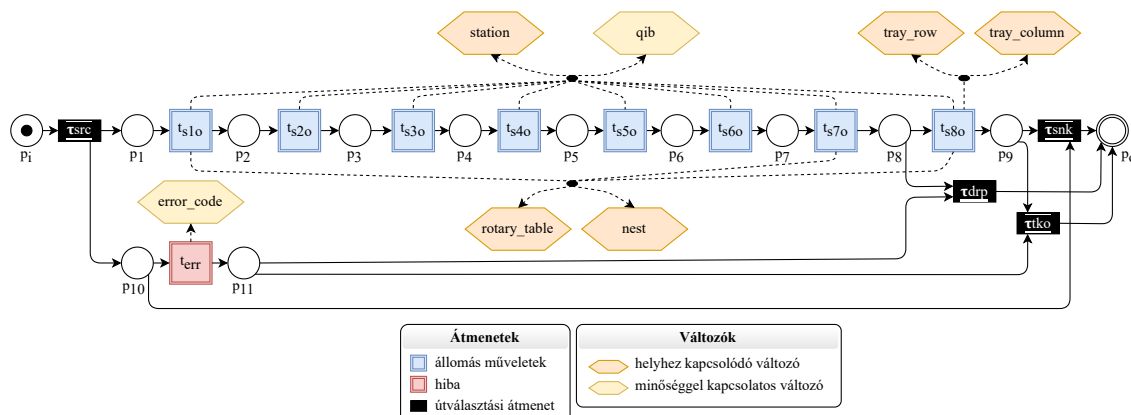 station
qib
tray_row
tray_column
τsrc
ts1o
ts2o
ts3o
ts4o
ts5o
ts6o
ts7o
ts8o
τsnk
pi
p1
p2
p3
p4
p5
p6
p7
p8
p9
τdrp
error_code
rotary_table
nest
τtko
terr
p10
p11
Átmenetek
állomás műveletek
hiba
útválasztási átmenet
Változók
helyhez kapcsolódó változó
minőséggel kapcsolatos változó